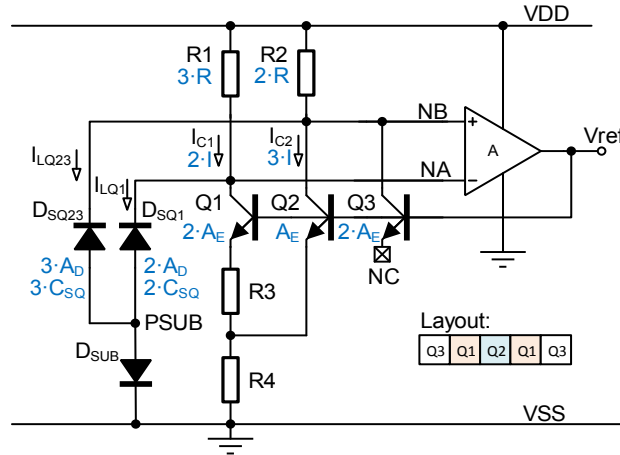 VDD
R1
3·R
R2
2·R
NB
I_C1
2·I
I_C2
3·I
+
A
−
Vref
NA
I_LQ23
I_LQ1
D_SQ23
D_SQ1
Q1
Q2
Q3
2·A_E
A_E
2·A_E
NC
3·A_D
3·C_SQ
2·A_D
2·C_SQ
R3
PSUB
Layout:
Q3 Q1 Q2 Q1 Q3
D_SUB
R4
VSS